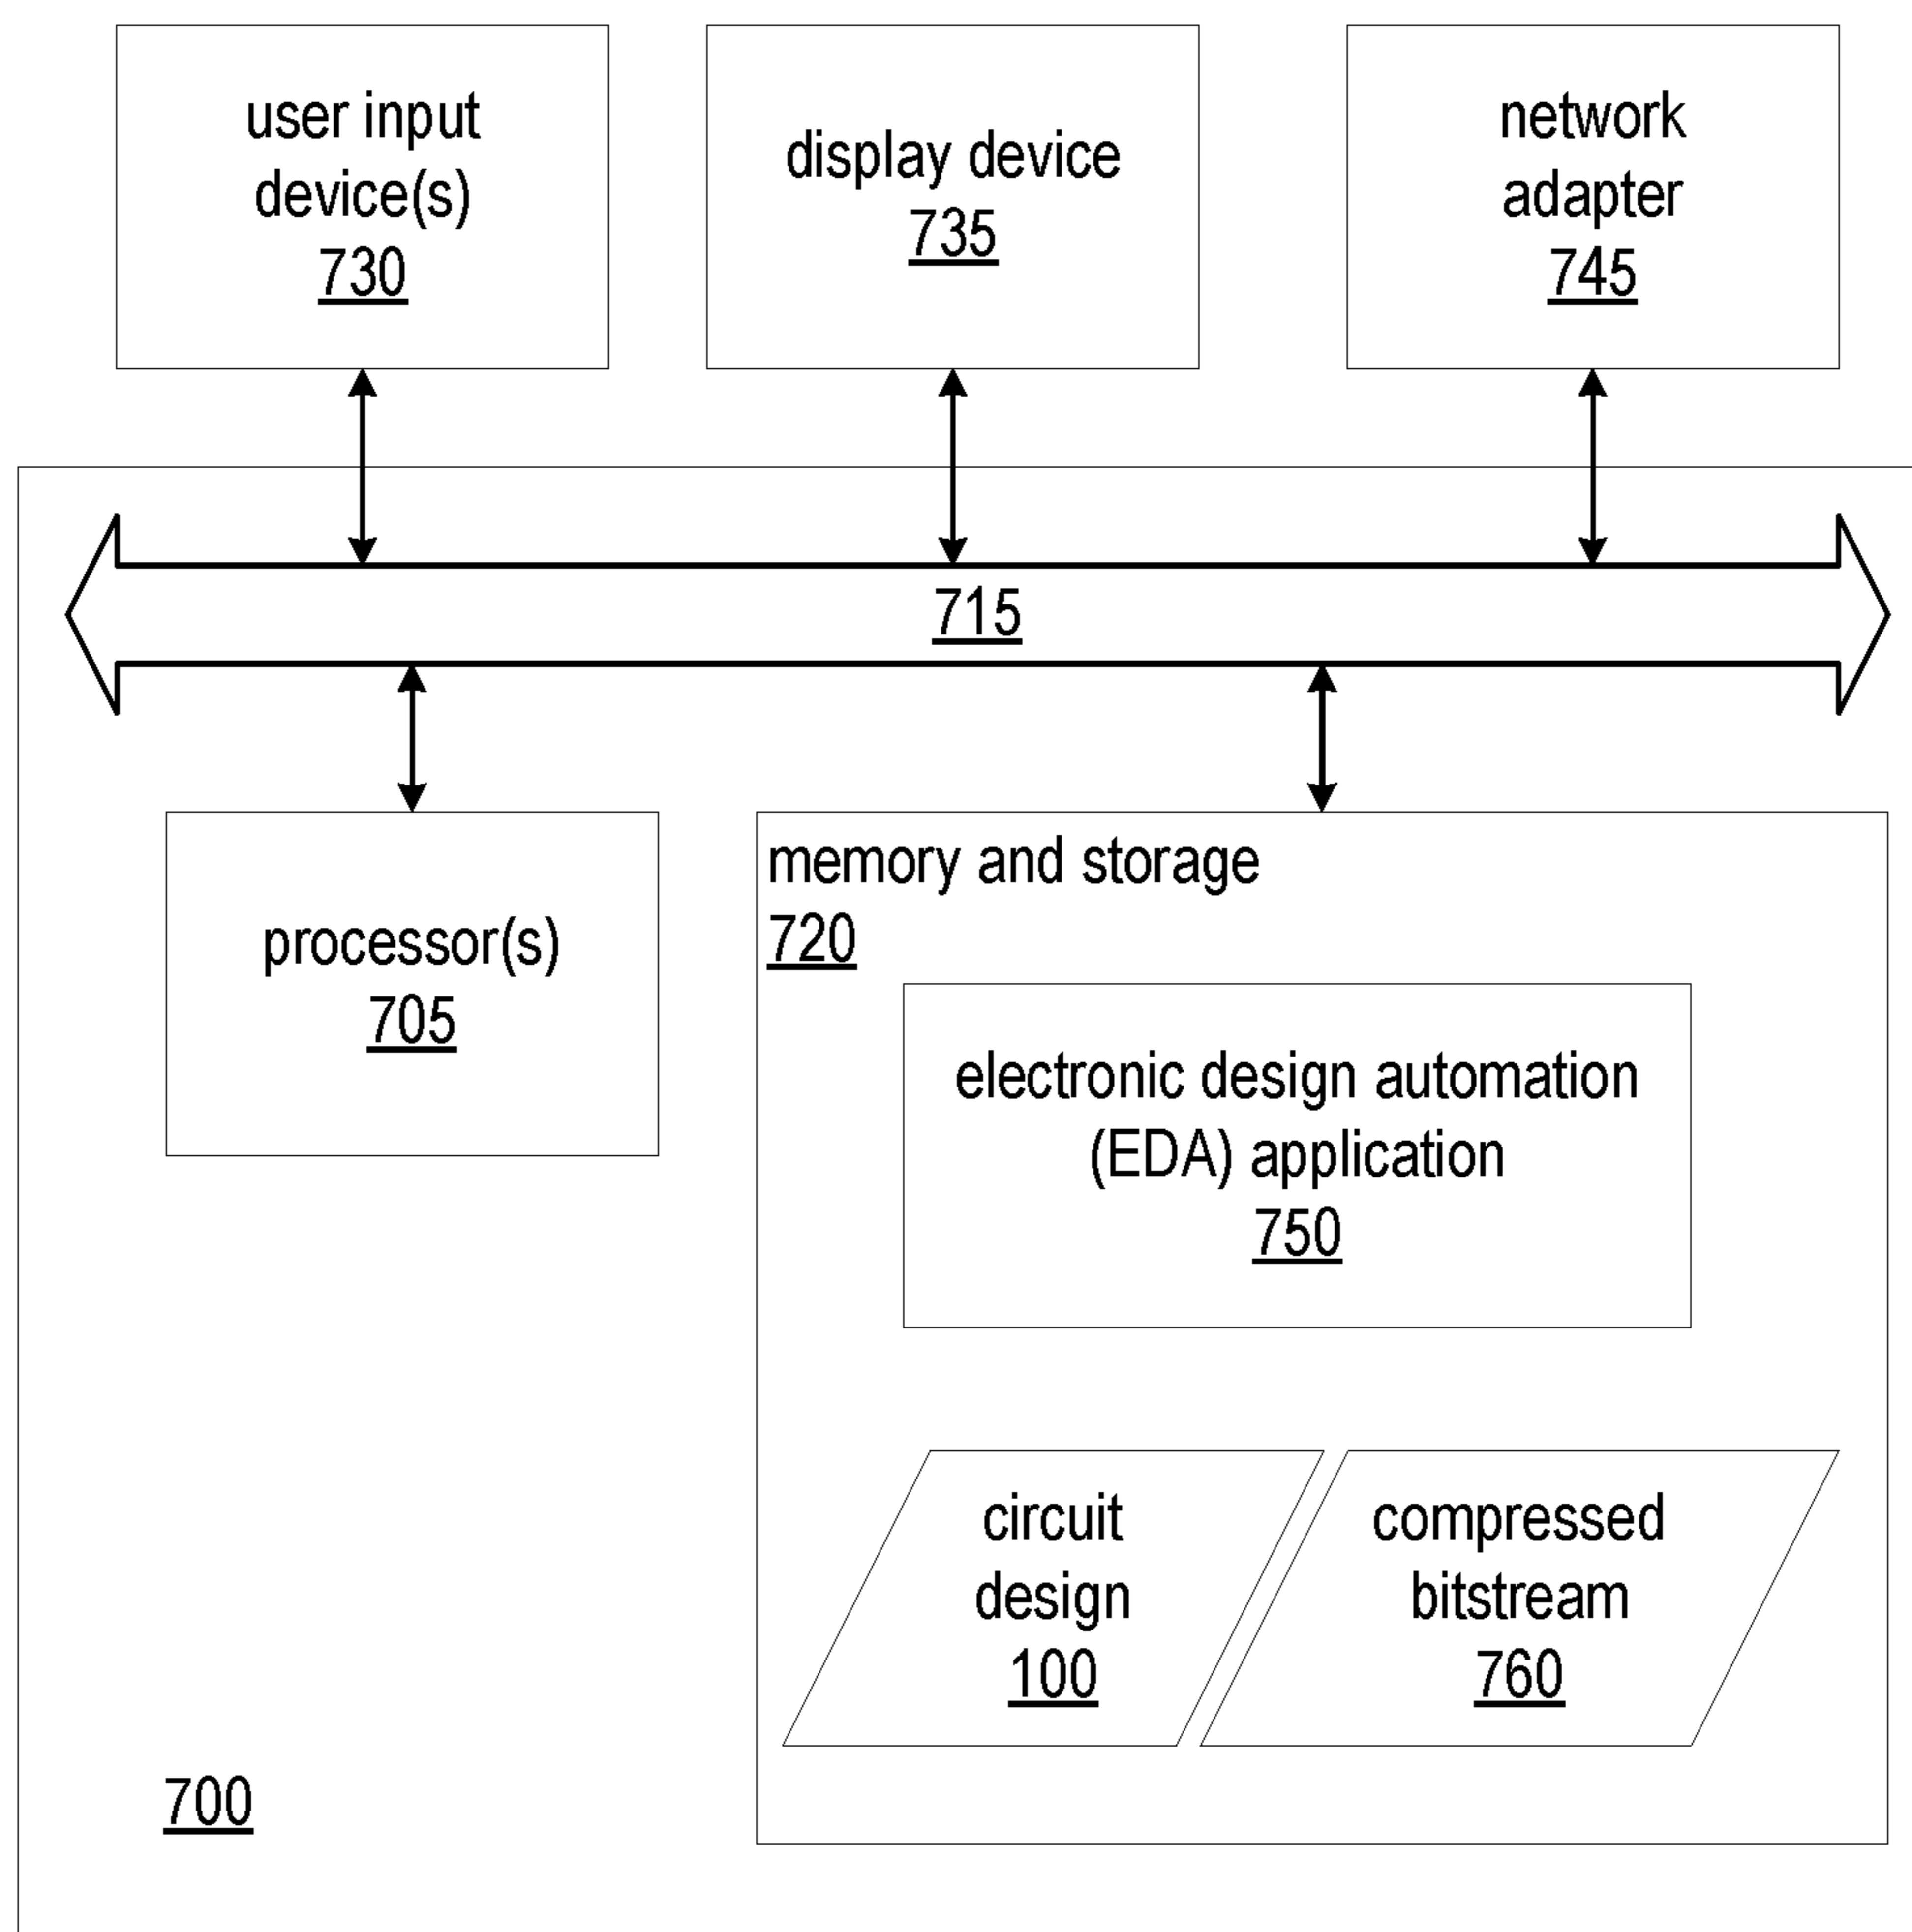 user input
device(s)
730
display device
735
network
adapter
745
715
processor(s)
705
memory and storage
720
electronic design automation
(EDA) application
750
circuit
design
100
compressed
bitstream
760
700